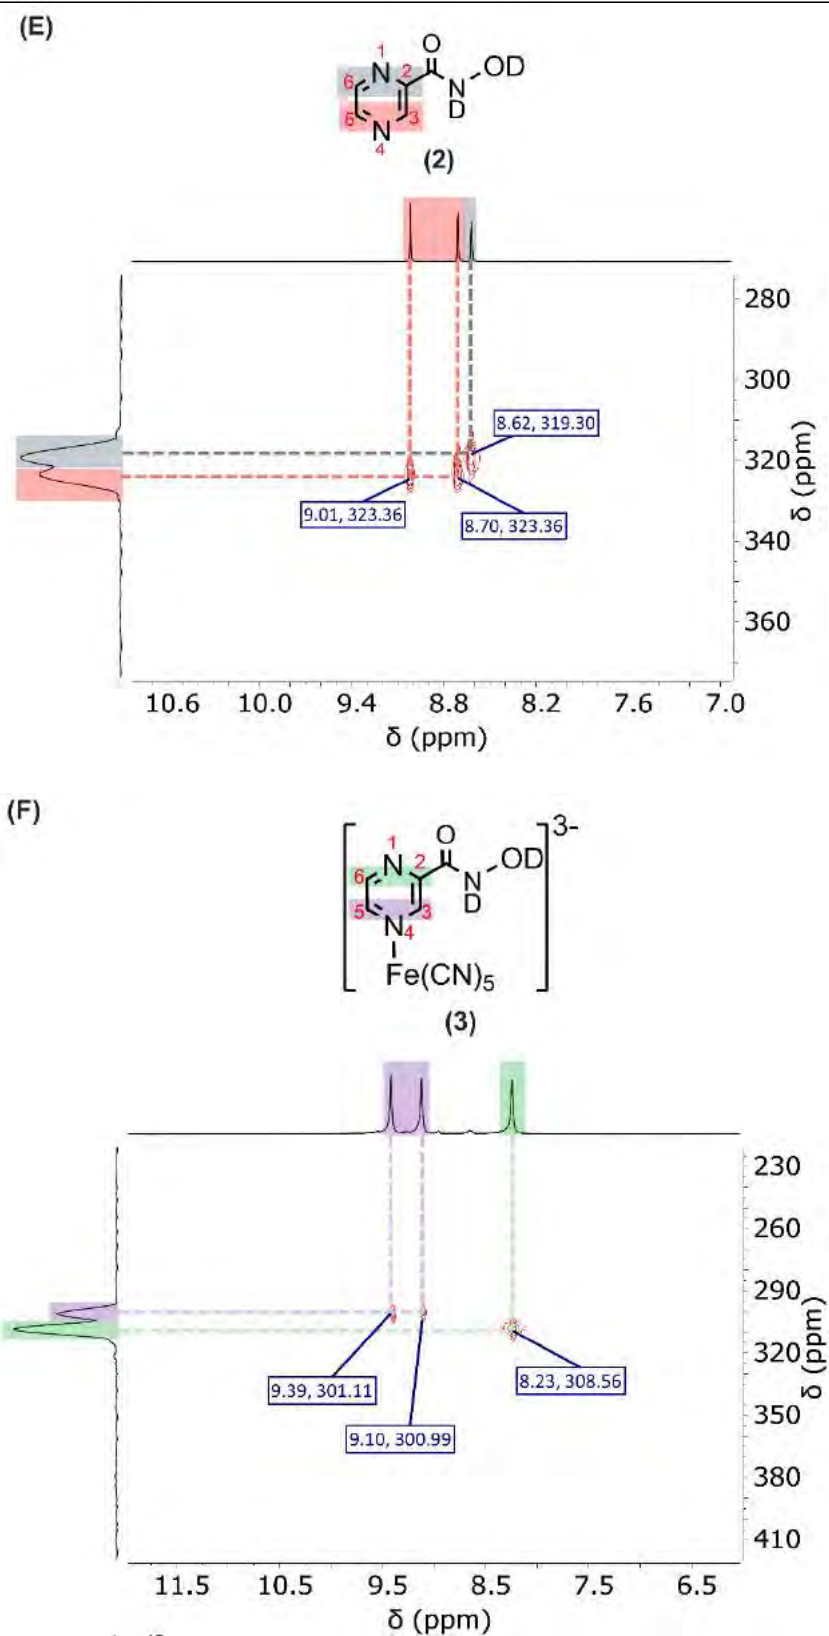 (E)
O
1
N
2
OD
6
N
D
5
3
N
4
(2)
280
300
8.62, 319.30
320
9.01, 323.36
8.70, 323.36
340
360
δ (ppm)
10.6 10.0 9.4 8.8 8.2 7.6 7.0
δ (ppm)
(F)
3-
O
1
N
2
OD
6
N
D
5
3
N
4
Fe(CN)5
(3)
230
260
290
320
9.39, 301.11
8.23, 308.56
350
9.10, 300.99
380
410
δ (ppm)
11.5 10.5 9.5 8.5 7.5 6.5
δ (ppm)